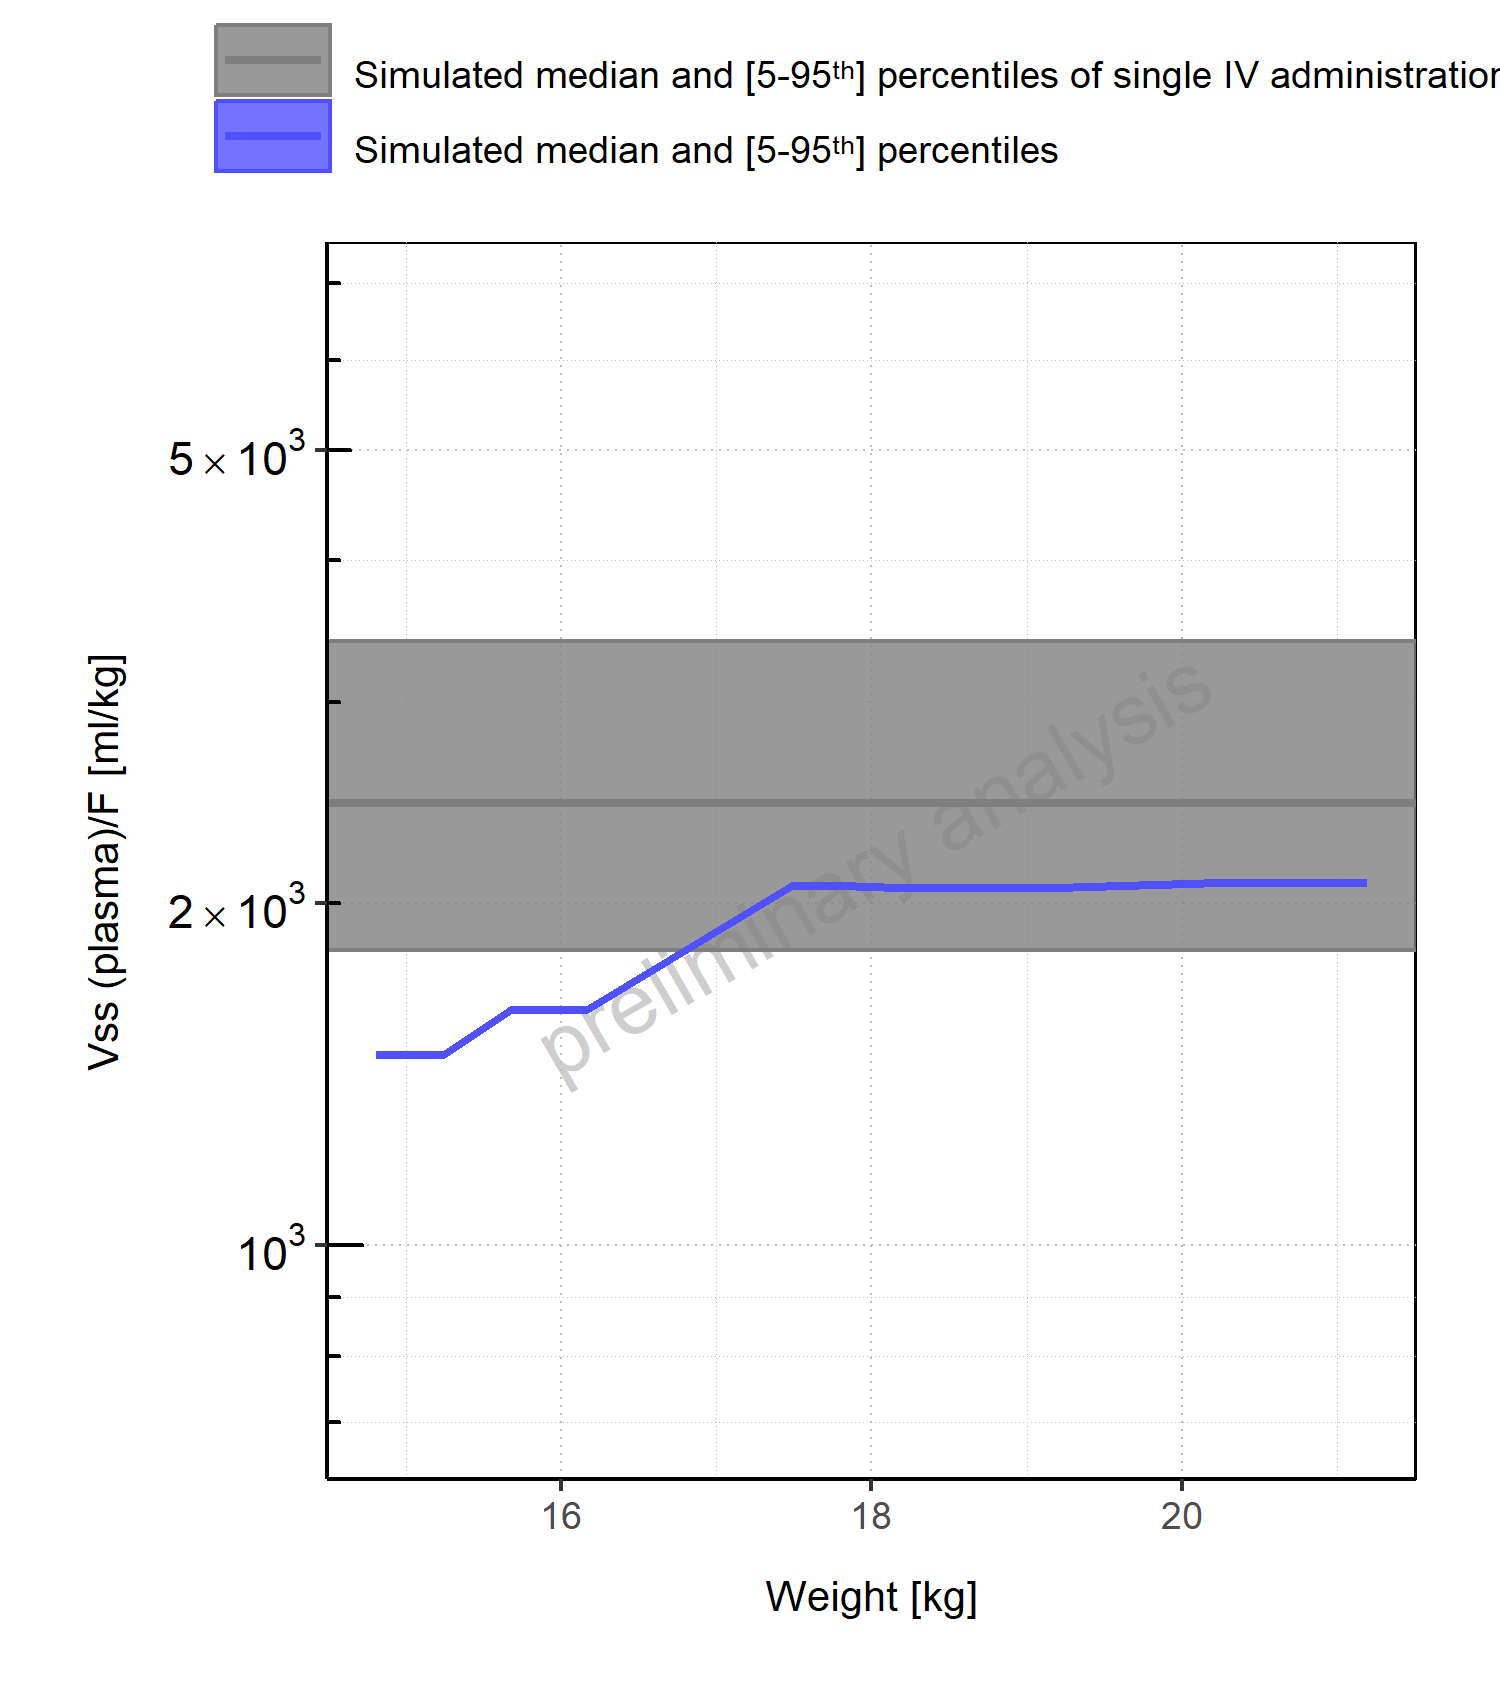 Simulated median and [5-95th] percentiles of single IV administration
Simulated median and [5-95th] percentiles
Vss (plasma)/F [ml/kg]
5 × 10³
2 × 10³
10³
preliminary analysis
16 18 20
Weight [kg]